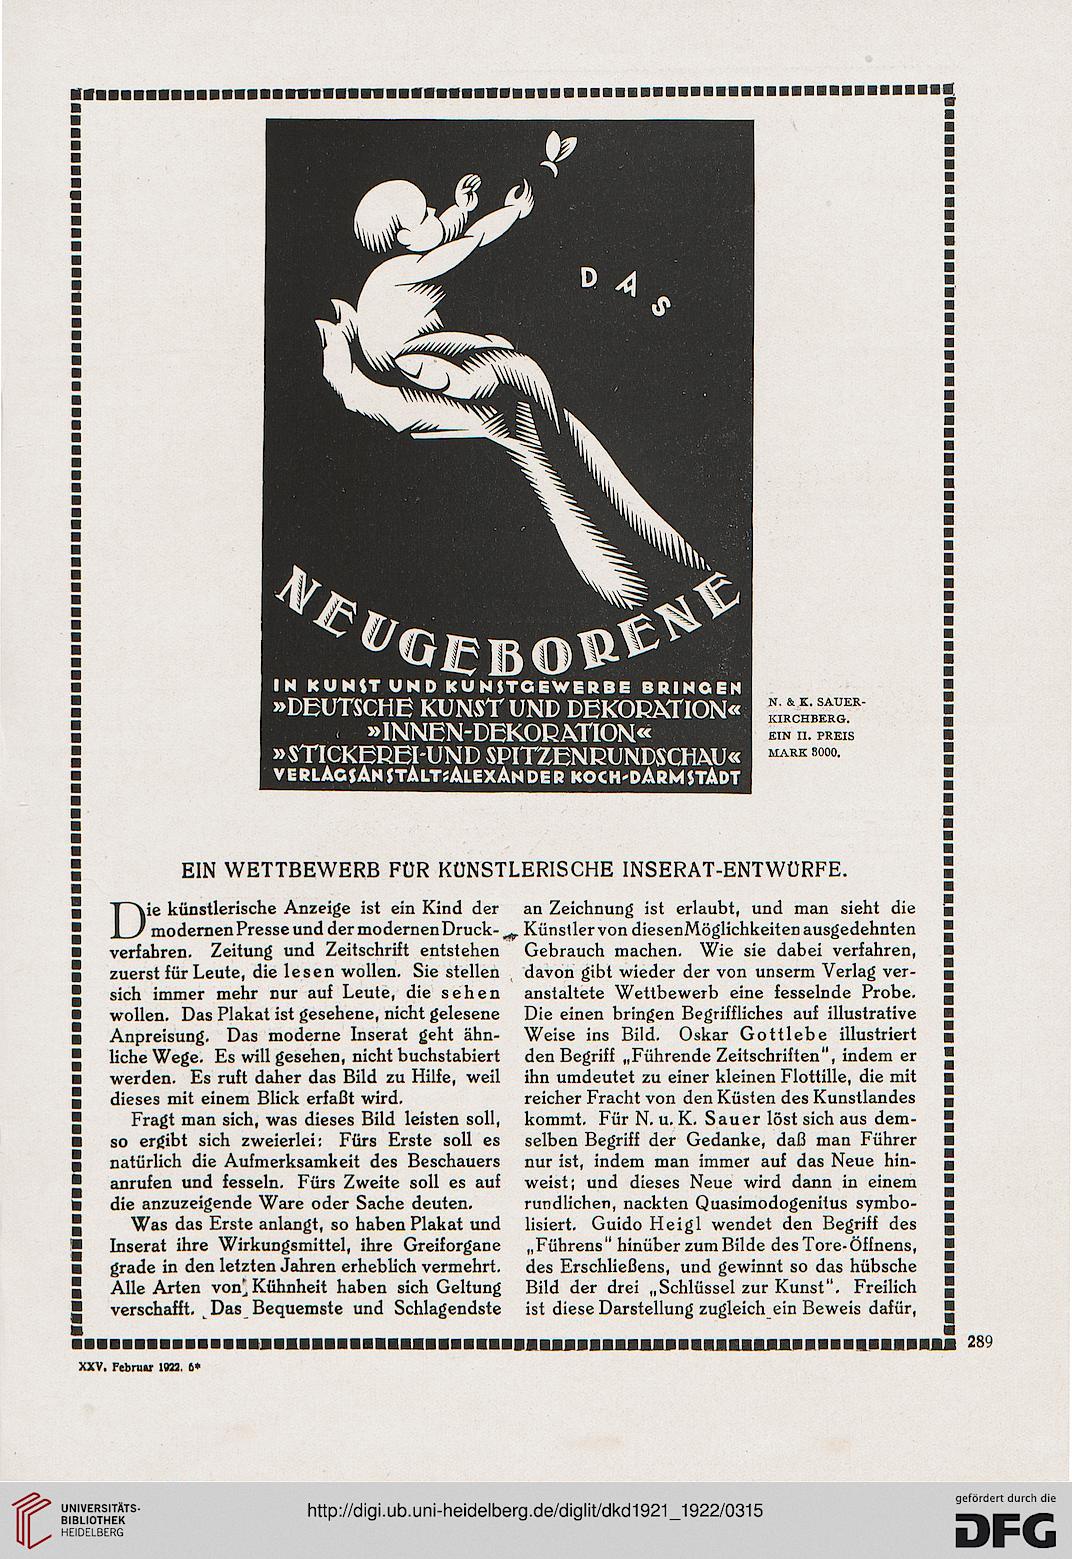 DAS
NEUGEBORENE
IN KUNST UND KUNSTGEWERBE BRINGEN
»DEUTSCHE KUNST UND DEKORATION«
»INNEN-DEKORATION«
»STICKEREI-UND SPITZENRUNDSCHAU«
VERLAGSANSTALT:ALEXANDER KOCH-DARMSTADT
N. & K. SAUER-
KIRCHBERG.
EIN II. PREIS
MARK 8000.
EIN WETTBEWERB FÜR KÜNSTLERISCHE INSERAT-ENTWÜRFE.
Die künstlerische Anzeige ist ein Kind der
modernen Presse und der modernen Druck-
verfahren. Zeitung und Zeitschrift entstehen
zuerst für Leute, die lesen wollen. Sie stellen
sich immer mehr nur auf Leute, die sehen
wollen. Das Plakat ist gesehene, nicht gelesene
Anpreisung. Das moderne Inserat geht ähn-
liche Wege. Es will gesehen, nicht buchstabiert
werden. Es ruft daher das Bild zu Hilfe, weil
dieses mit einem Blick erfaßt wird.
Fragt man sich, was dieses Bild leisten soll,
so ergibt sich zweierlei: Fürs Erste soll es
natürlich die Aufmerksamkeit des Beschauers
anrufen und fesseln. Fürs Zweite soll es auf
die anzuzeigende Ware oder Sache deuten.
Was das Erste anlangt, so haben Plakat und
Inserat ihre Wirkungsmittel, ihre Greiforgane
grade in den letzten Jahren erheblich vermehrt.
Alle Arten von Kühnheit haben sich Geltung
verschafft. Das Bequemste und Schlagendste
an Zeichnung ist erlaubt, und man sieht die
Künstler von diesen Möglichkeiten ausgedehnten
Gebrauch machen. Wie sie dabei verfahren,
davon gibt wieder der von unserm Verlag ver-
anstaltete Wettbewerb eine fesselnde Probe.
Die einen bringen Begriffliches auf illustrative
Weise ins Bild. Oskar Gottlebe illustriert
den Begriff „Führende Zeitschriften", indem er
ihn umdeutet zu einer kleinen Flottille, die mit
reicher Fracht von den Küsten des Kunstlandes
kommt. Für N. u. K. Sauer löst sich aus dem-
selben Begriff der Gedanke, daß man Führer
nur ist, indem man immer auf das Neue hin-
weist; und dieses Neue wird dann in einem
rundlichen, nackten Quasimodogenitus symbo-
lisiert. Guido Heigl wendet den Begriff des
„Führens" hinüber zum Bilde des Tore-Öffnens,
des Erschließens, und gewinnt so das hübsche
Bild der drei „Schlüssel zur Kunst". Freilich
ist diese Darstellung zugleich ein Beweis dafür,
289
XXV. Februar 1922. 6*
UNIVERSITÄTS-
BIBLIOTHEK
HEIDELBERG
http://digi.ub.uni-heidelberg.de/diglit/dkd1921_1922/0315
gefördert durch die
DFG